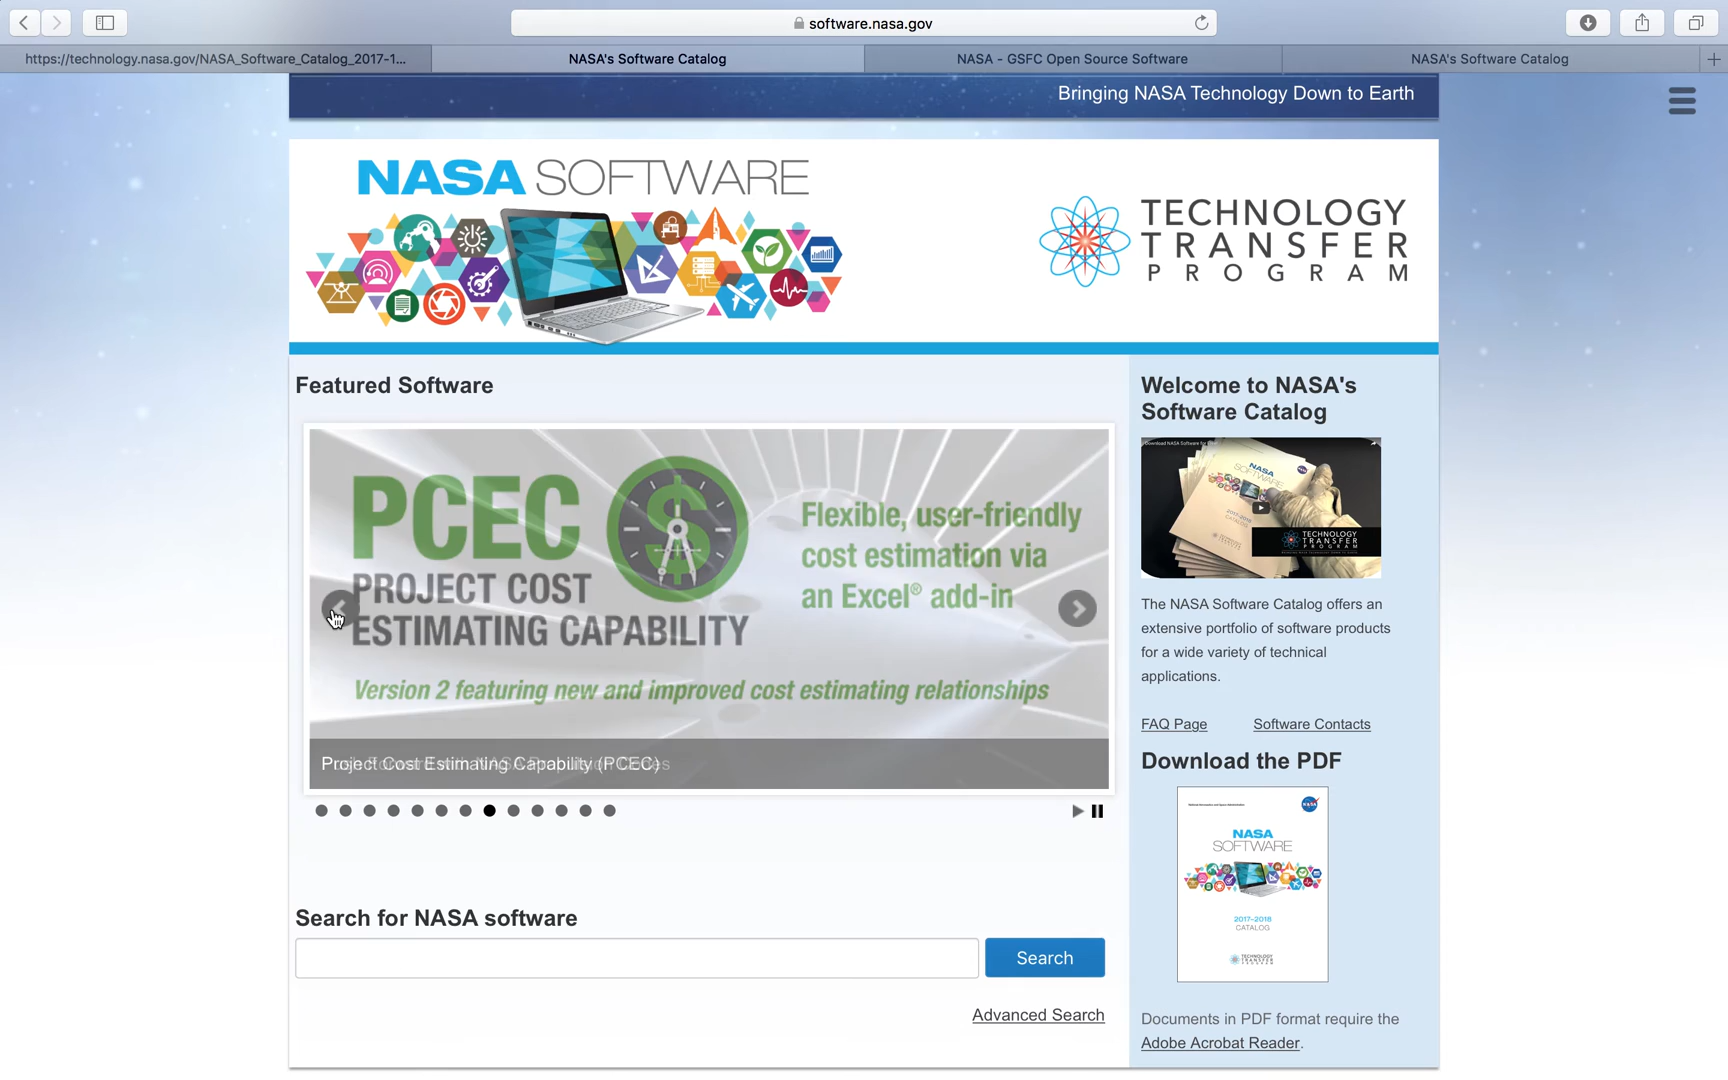 software.nasa.gov
https://technology.nasa.gov/NASA_Software_Catalog_2017-1...
NASA's Software Catalog
NASA - GSFC Open Source Software
NASA's Software Catalog
Bringing NASA Technology Down to Earth
NASA SOFTWARE
TECHNOLOGY
TRANSFER
PROGRAM
Featured Software
PCEC
PROJECT COST
ESTIMATING CAPABILITY
Flexible, user-friendly
cost estimation via
an Excel® add-in
Version 2 featuring new and improved cost estimating relationships
Project Cost Estimating Capability (PCEC)
Search for NASA software
Search
Advanced Search
Welcome to NASA's
Software Catalog
Download NASA Software for
SOFTWARE
TECHNOLOGY
TRANSFER
PROGRAM
The NASA Software Catalog offers an
extensive portfolio of software products
for a wide variety of technical
applications.
FAQ Page
Software Contacts
Download the PDF
NASA
SOFTWARE
2017-2018
CATALOG
Documents in PDF format require the
Adobe Acrobat Reader.